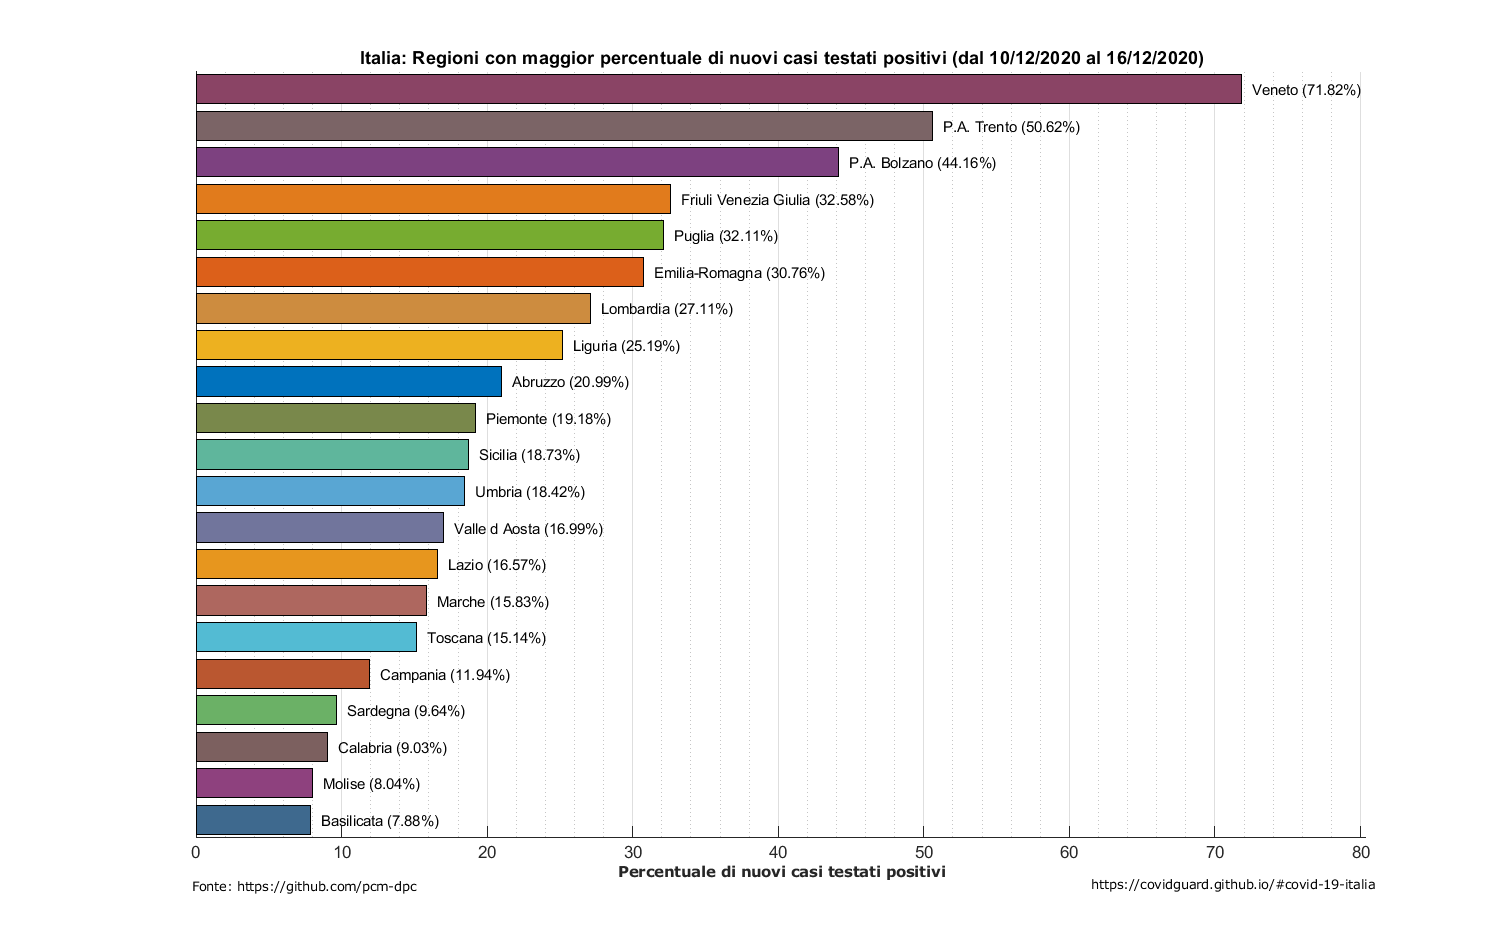 Italia: Regioni con maggior percentuale di nuovi casi testati positivi (dal 10/12/2020 al 16/12/2020)
Veneto (71.82%)
P.A. Trento (50.62%)
P.A. Bolzano (44.16%)
Friuli Venezia Giulia (32.58%)
Puglia (32.11%)
Emilia-Romagna (30.76%)
Lombardia (27.11%)
Liguria (25.19%)
Abruzzo (20.99%)
Piemonte (19.18%)
Sicilia (18.73%)
Umbria (18.42%)
Valle d Aosta (16.99%)
Lazio (16.57%)
Marche (15.83%)
Toscana (15.14%)
Campania (11.94%)
Sardegna (9.64%)
Calabria (9.03%)
Molise (8.04%)
Basilicata (7.88%)
0 10 20 30 40 50 60 70 80
Percentuale di nuovi casi testati positivi
Fonte: https://github.com/pcm-dpc
https://covidguard.github.io/#covid-19-italia